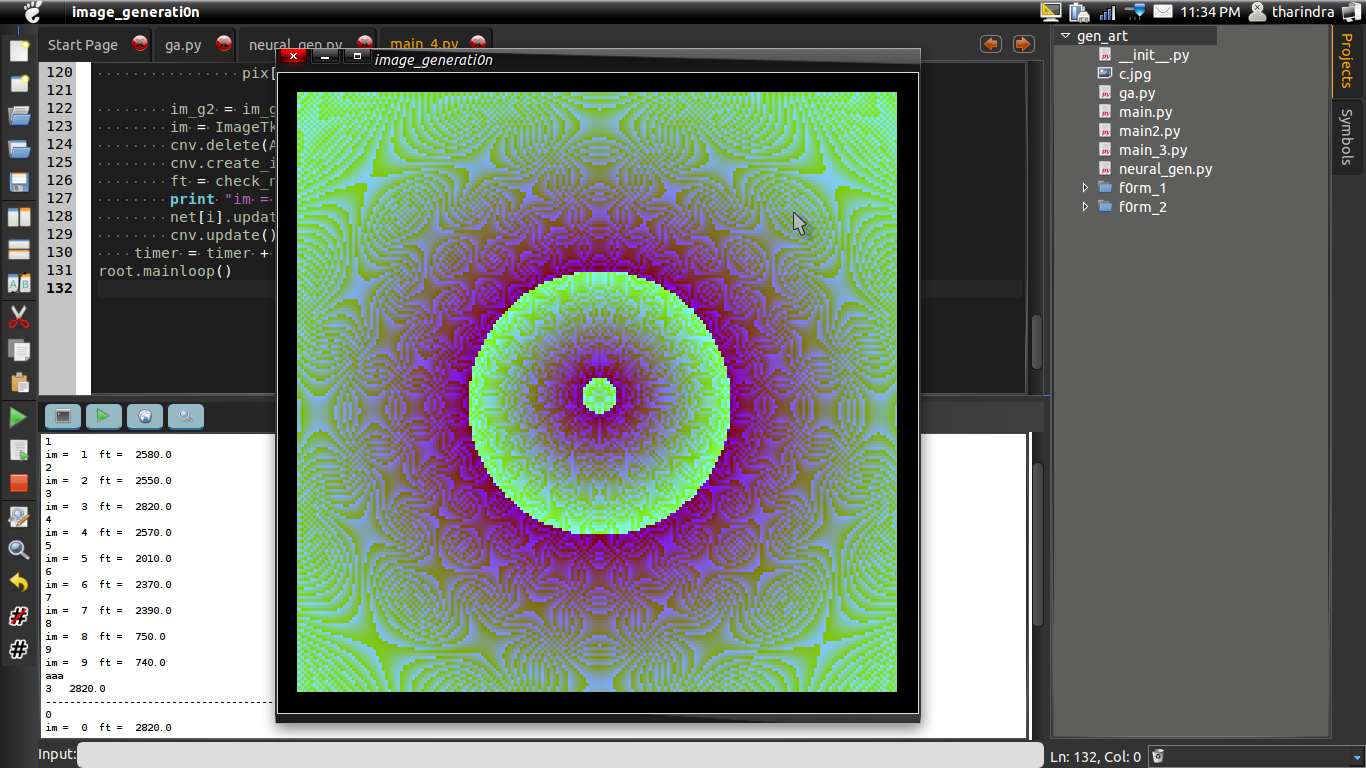 image_generati0n
11:34 PM
tharindra
Start Page
ga.py
neural_gen.py
main_4.py
image_generati0n
120 pix[
121
122 im_g2 = im_g
123 im = ImageTk
124 cnv.delete(A
125 cnv.create_i
126 ft = check_n
127 print "im =
128 net[i].updat
129 cnv.update()
130 timer = timer +
131 root.mainloop()
132
gen_art
__init__.py
c.jpg
ga.py
main.py
main2.py
main_3.py
neural_gen.py
f0rm_1
f0rm_2
Projects
Symbols
1
im = 1 ft = 2580.0
2
im = 2 ft = 2550.0
3
im = 3 ft = 2820.0
4
im = 4 ft = 2570.0
5
im = 5 ft = 2010.0
6
im = 6 ft = 2370.0
7
im = 7 ft = 2390.0
8
im = 8 ft = 750.0
9
im = 9 ft = 740.0
aaa
3 2820.0
----------------------------------------
0
im = 0 ft = 2820.0
Input:
Ln: 132, Col: 0